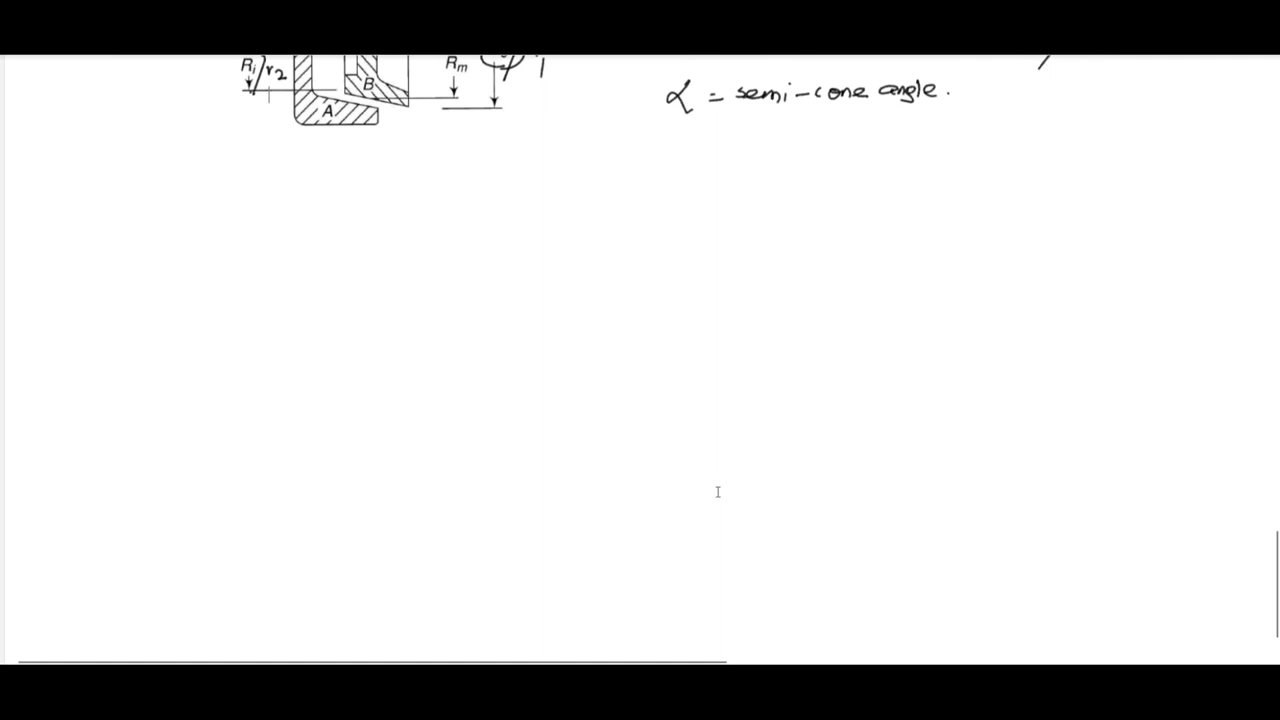 Ri r2 B Rm
A
α = semi-cone angle.